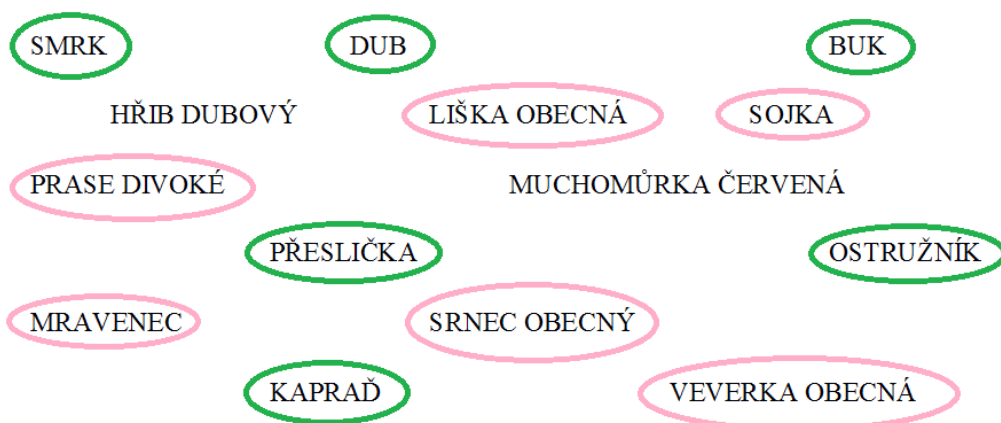 SMRK DUB BUK
HŘIB DUBOVÝ LIŠKA OBECNÁ SOJKA
PRASE DIVOKÉ MUCHOMŮRKA ČERVENÁ
PŘESLIČKA OSTRUŽNÍK
MRAVENEC SRNEC OBECNÝ
KAPRAĎ VEVERKA OBECNÁ